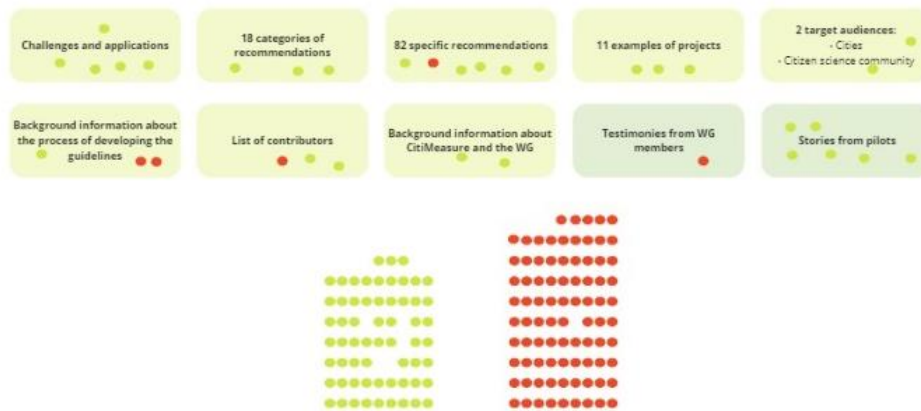 Challenges and applications
18 categories of
recommendations
82 specific recommendations
11 examples of projects
2 target audiences:
- Cities
- Citizen science community
Background information about
the process of developing the
guidelines
List of contributors
Background information about
CitiMeasure and the WG
Testimonies from WG
members
Stories from pilots